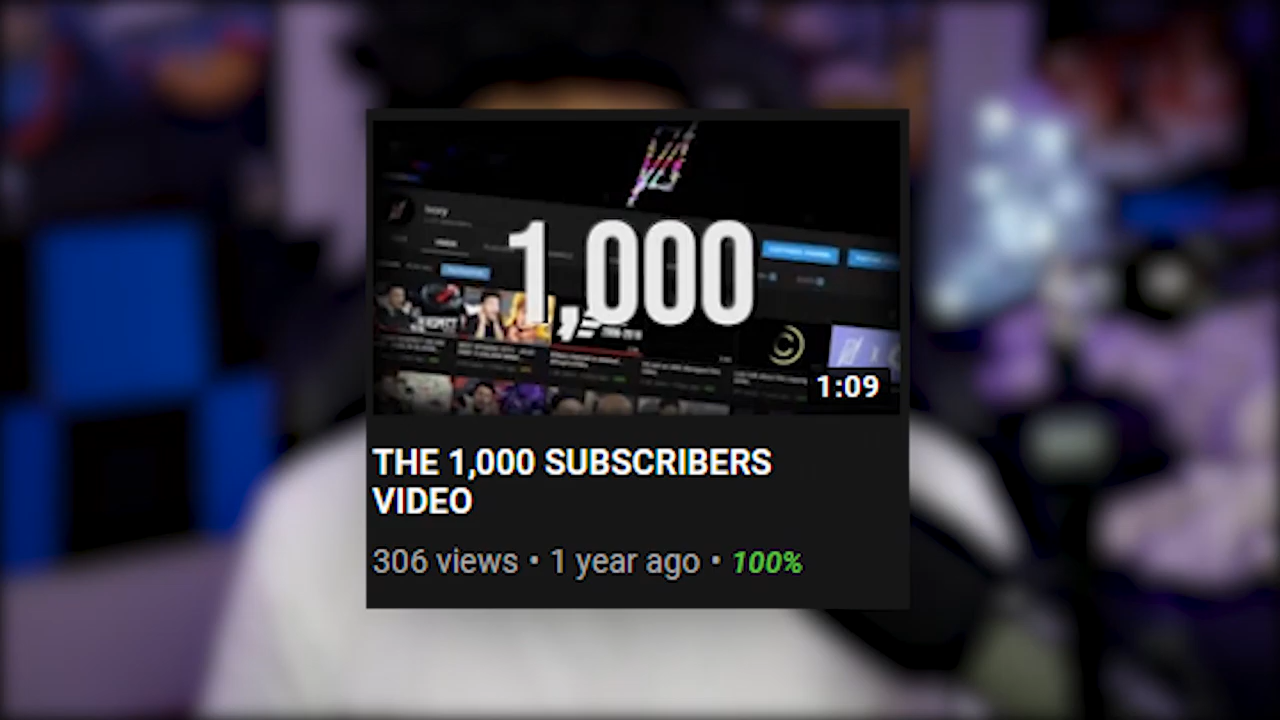 1,000
1:09
THE 1,000 SUBSCRIBERS
VIDEO
306 views • 1 year ago • 100%